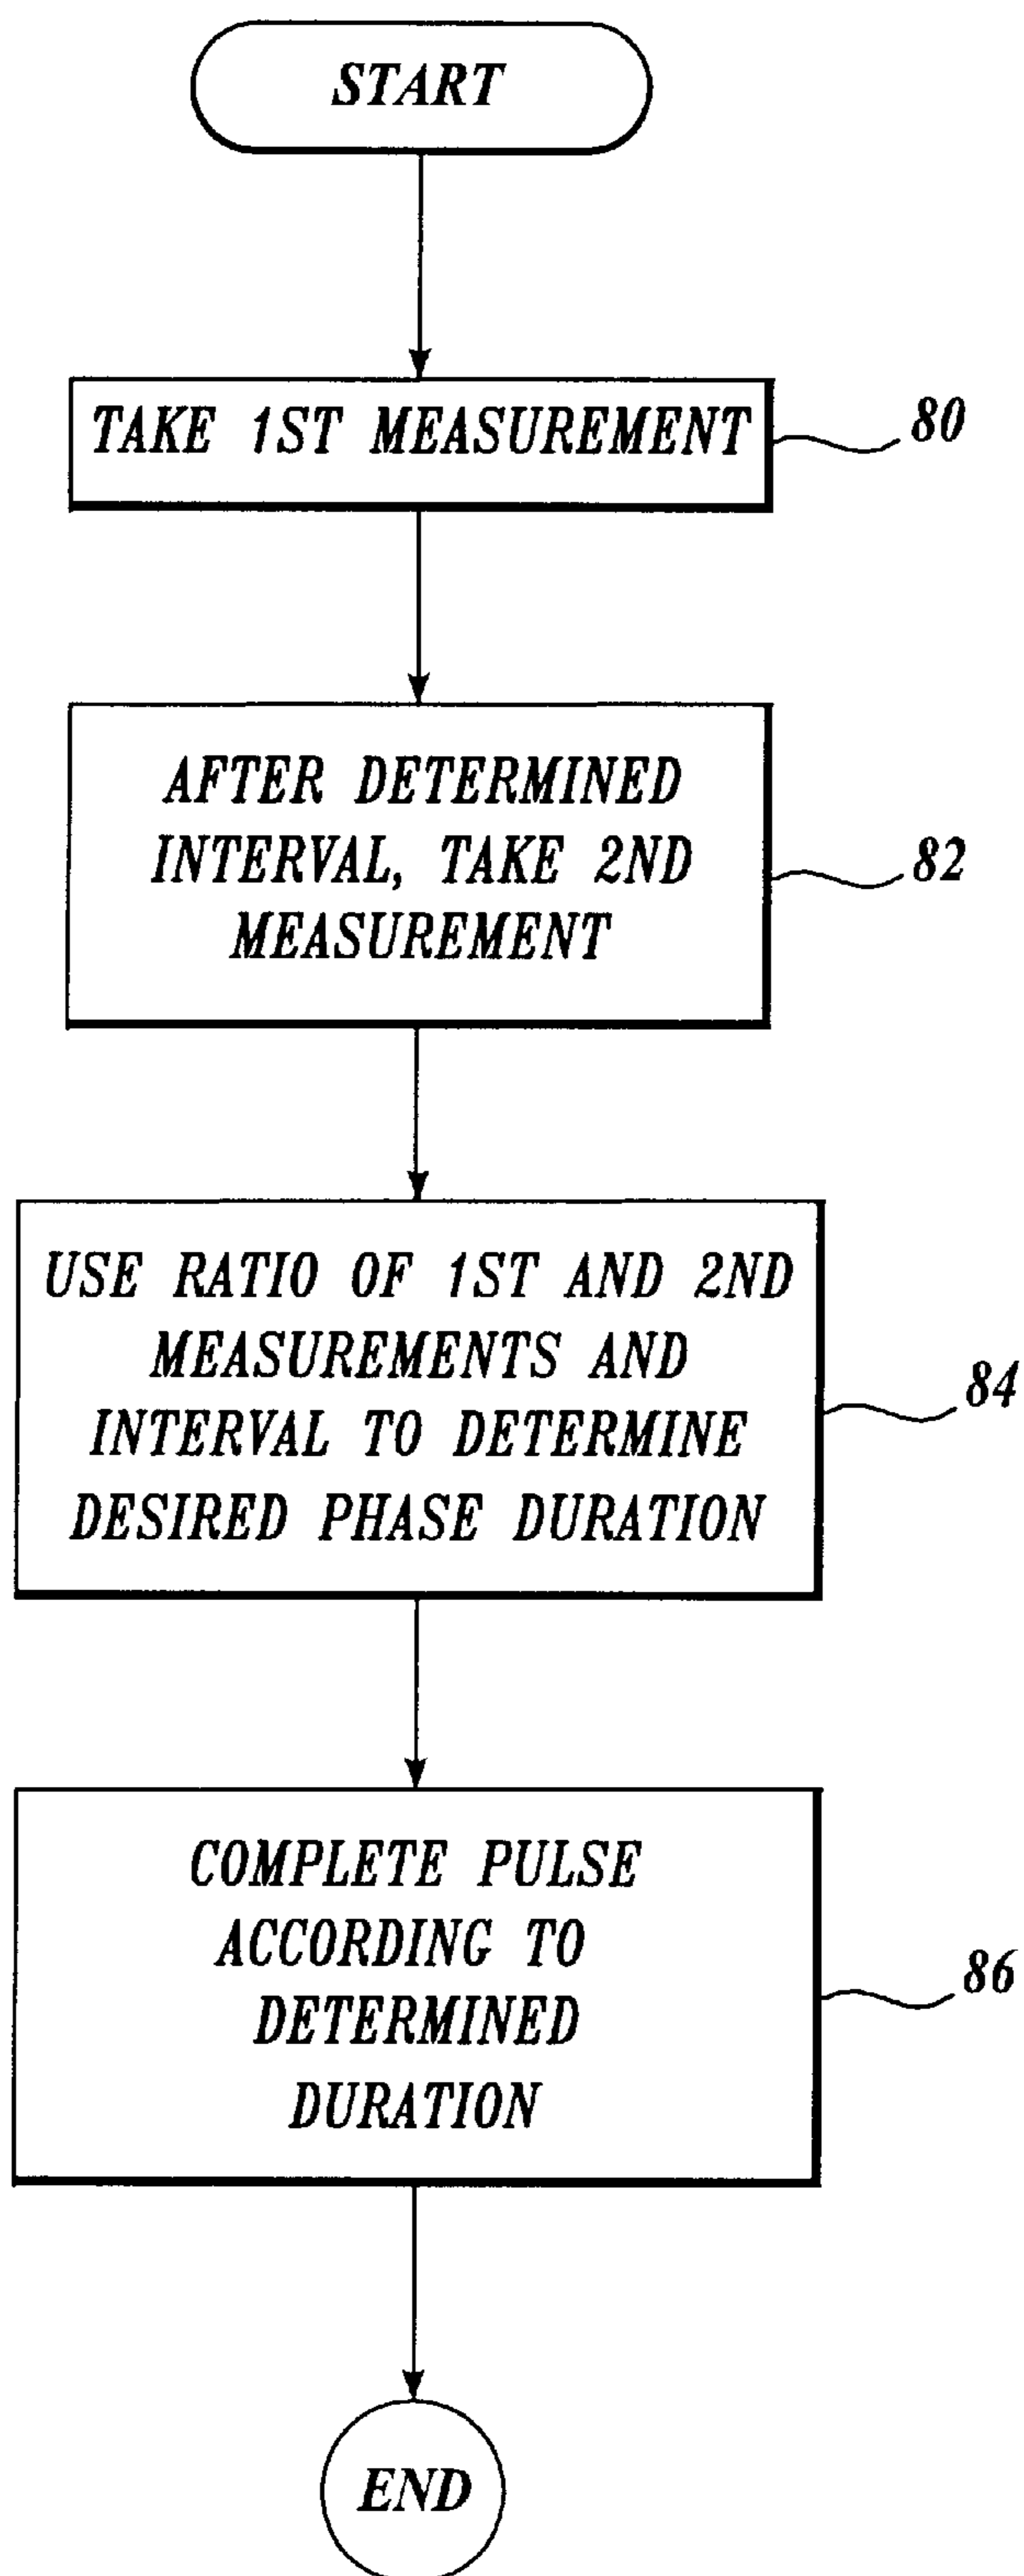 START
TAKE 1ST MEASUREMENT
80
AFTER DETERMINED
INTERVAL, TAKE 2ND
MEASUREMENT
82
USE RATIO OF 1ST AND 2ND
MEASUREMENTS AND
INTERVAL TO DETERMINE
DESIRED PHASE DURATION
84
COMPLETE PULSE
ACCORDING TO
DETERMINED
DURATION
86
END